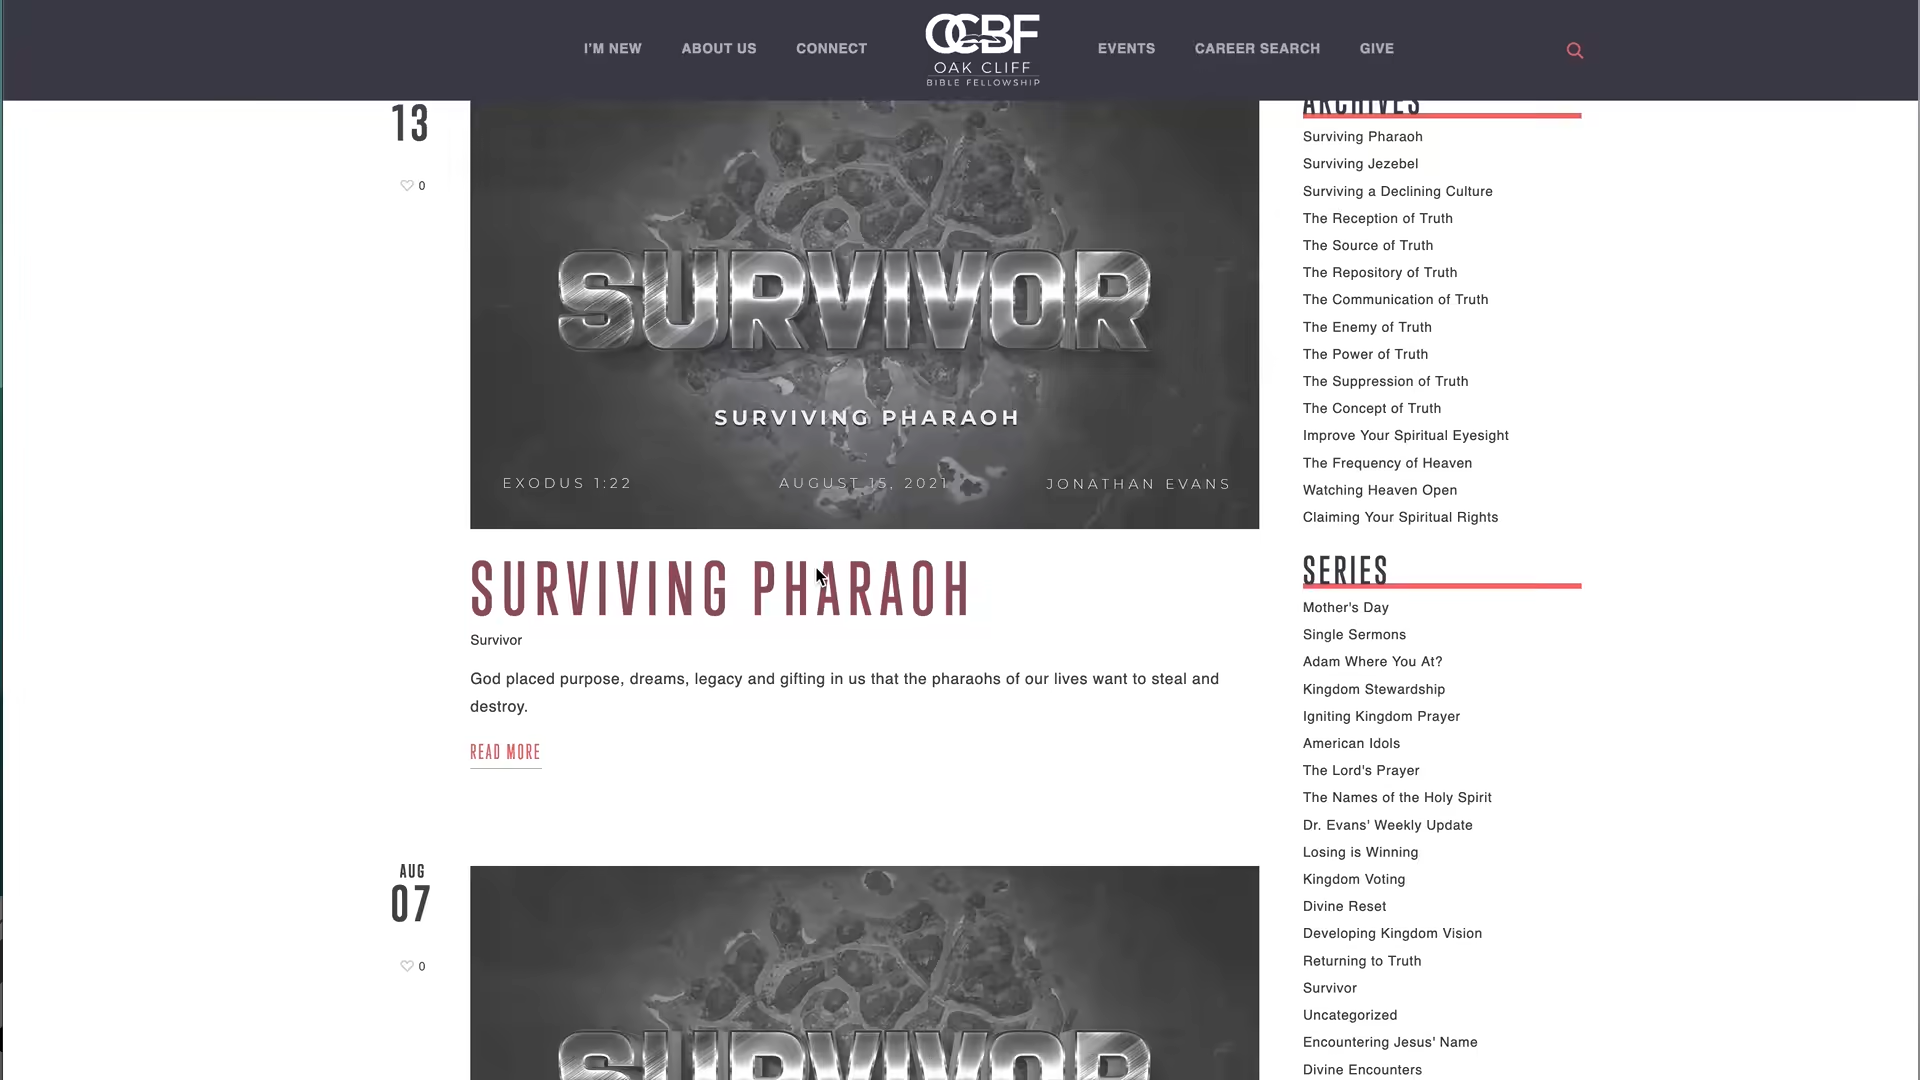 I'M NEW
ABOUT US
CONNECT
OCBF
OAK CLIFF
BIBLE FELLOWSHIP
EVENTS
CAREER SEARCH
GIVE
13
0
SURVIVOR
SURVIVING PHARAOH
EXODUS 1:22
AUGUST 15, 2021
JONATHAN EVANS
SURVIVING PHARAOH
Survivor
God placed purpose, dreams, legacy and gifting in us that the pharaohs of our lives want to steal and
destroy.
READ MORE
AUG
07
0
SURVIVOR
ARCHIVES
Surviving Pharaoh
Surviving Jezebel
Surviving a Declining Culture
The Reception of Truth
The Source of Truth
The Repository of Truth
The Communication of Truth
The Enemy of Truth
The Power of Truth
The Suppression of Truth
The Concept of Truth
Improve Your Spiritual Eyesight
The Frequency of Heaven
Watching Heaven Open
Claiming Your Spiritual Rights
SERIES
Mother's Day
Single Sermons
Adam Where You At?
Kingdom Stewardship
Igniting Kingdom Prayer
American Idols
The Lord's Prayer
The Names of the Holy Spirit
Dr. Evans' Weekly Update
Losing is Winning
Kingdom Voting
Divine Reset
Developing Kingdom Vision
Returning to Truth
Survivor
Uncategorized
Encountering Jesus' Name
Divine Encounters